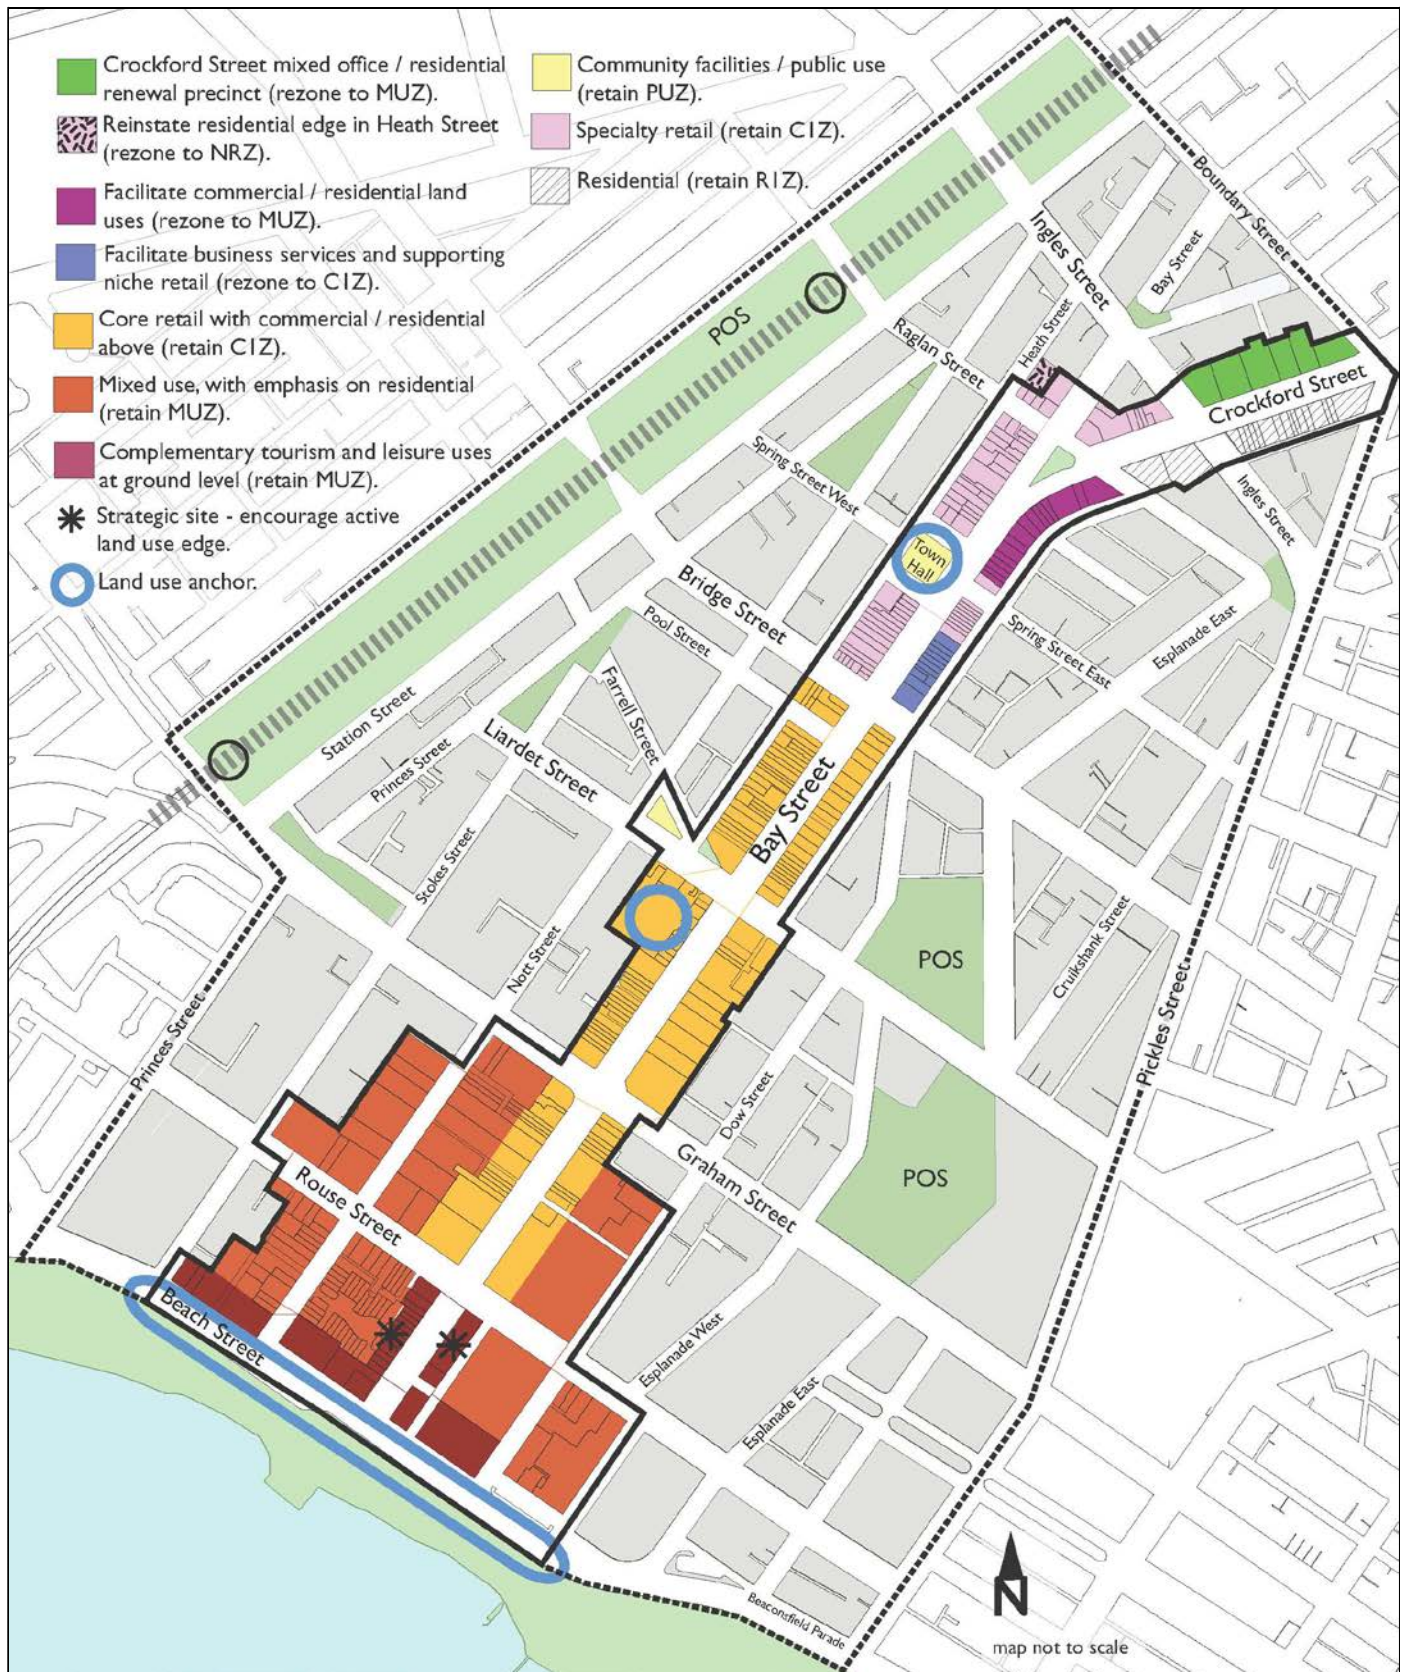 Crockford Street mixed office / residential
renewal precinct (rezone to MUZ).
Reinstate residential edge in Heath Street
(rezone to NRZ).
Facilitate commercial / residential land
uses (rezone to MUZ).
Facilitate business services and supporting
niche retail (rezone to C1Z).
Core retail with commercial / residential
above (retain C1Z).
Mixed use, with emphasis on residential
(retain MUZ).
Complementary tourism and leisure uses
at ground level (retain MUZ).
Strategic site - encourage active
land use edge.
Land use anchor.
Community facilities / public use
(retain PUZ).
Specialty retail (retain C1Z).
Residential (retain R1Z).
Boundary Street
Ingles Street
Bay Street
POS
Heath Street
Raglan Street
Crockford Street
Spring Street West
Ingles Street
Town
Hall
Bridge Street
Pool Street
Spring Street East
Esplanade East
Farrell Street
Station Street
Liardet Street
Princes Street
Bay Street
Stokes Street
Nott Street
POS
Cruikshank Street
Princes Street
Pickles Street
Dow Street
Graham Street
POS
Rouse Street
Beach Street
Esplanade West
Esplanade East
Beaconsfield Parade
N
map not to scale